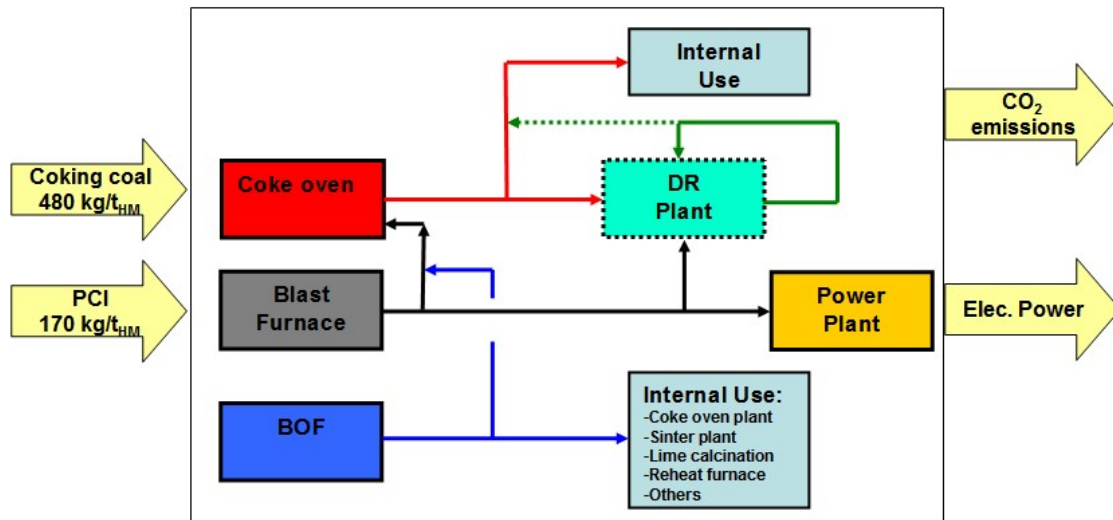 Internal
Use
CO₂
emissions
Coking coal
480 kg/tHM
Coke oven
DR
Plant
PCI
170 kg/tHM
Blast
Furnace
Power
Plant
Elec. Power
BOF
Internal Use:
-Coke oven plant
-Sinter plant
-Lime calcination
-Reheat furnace
-Others